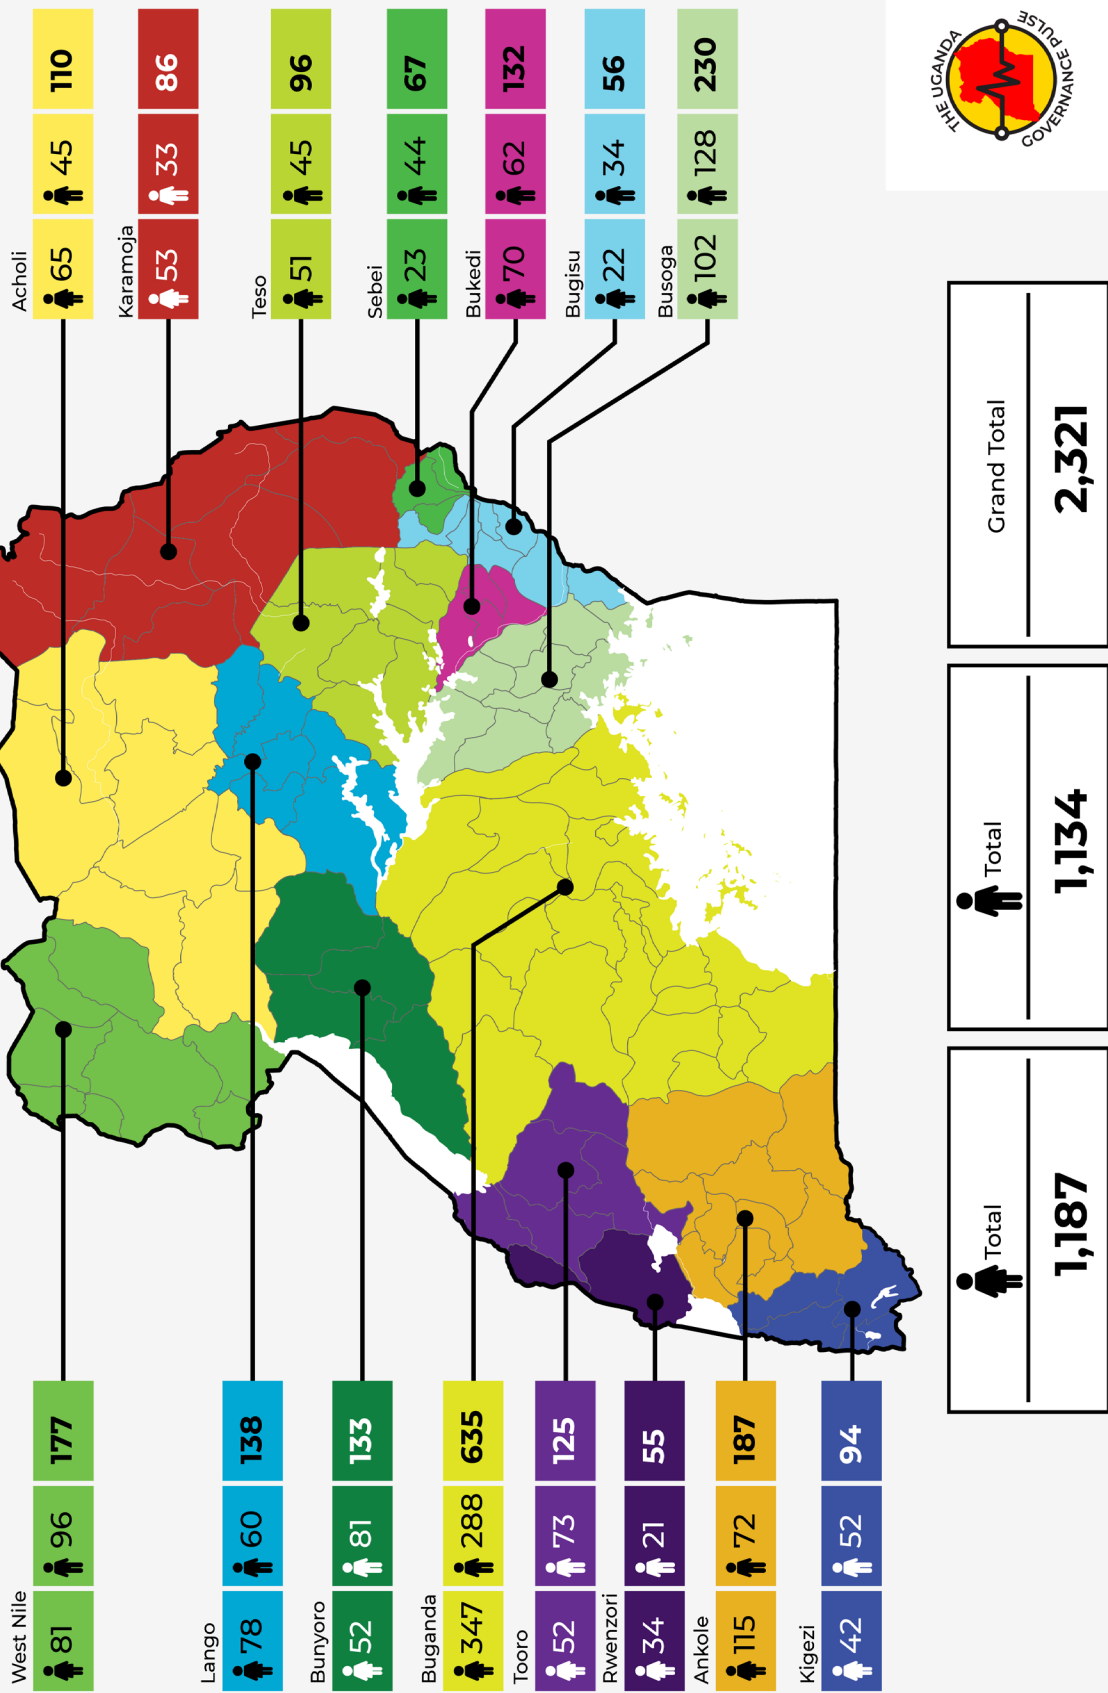 West Nile
81 96 177
Lango
78 60 138
Bunyoro
52 81 133
Buganda
347 288 635
Tooro
52 73 125
Rwenzori
34 21 55
Ankole
115 72 187
Kigezi
42 52 94
Acholi
65 45 110
Karamoja
53 33 86
Teso
51 45 96
Sebei
23 44 67
Bukedi
70 62 132
Bugisu
22 34 56
Busoga
102 128 230
Total
1,187
Total
1,134
Grand Total
2,321
THE UGANDA
GOVERNANCE PULSE